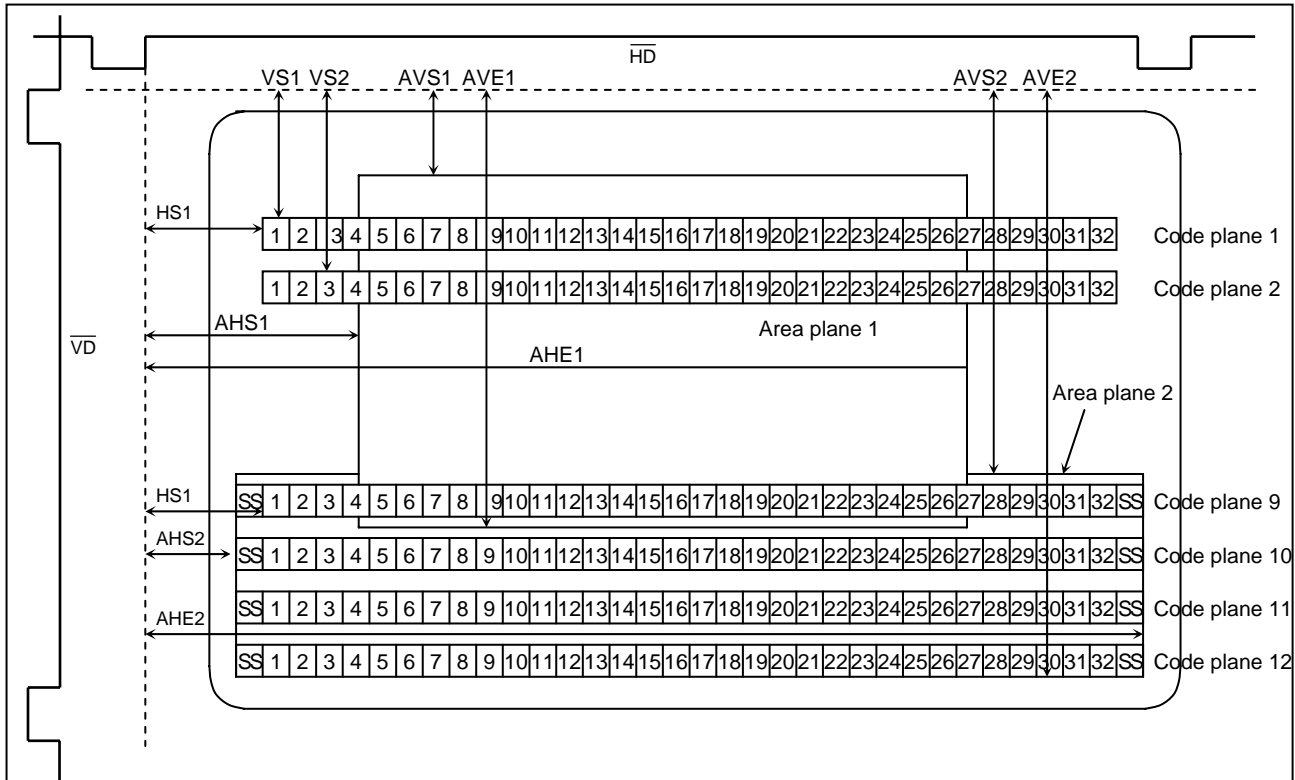 HD
VS1 VS2 AVS1 AVE1 AVS2 AVE2
HS1
1 2 3 4 5 6 7 8 9 10 11 12 13 14 15 16 17 18 19 20 21 22 23 24 25 26 27 28 29 30 31 32 Code plane 1
1 2 3 4 5 6 7 8 9 10 11 12 13 14 15 16 17 18 19 20 21 22 23 24 25 26 27 28 29 30 31 32 Code plane 2
AHS1
Area plane 1
VD
AHE1
Area plane 2
HS1
SS 1 2 3 4 5 6 7 8 9 10 11 12 13 14 15 16 17 18 19 20 21 22 23 24 25 26 27 28 29 30 31 32 SS Code plane 9
AHS2
SS 1 2 3 4 5 6 7 8 9 10 11 12 13 14 15 16 17 18 19 20 21 22 23 24 25 26 27 28 29 30 31 32 SS Code plane 10
SS 1 2 3 4 5 6 7 8 9 10 11 12 13 14 15 16 17 18 19 20 21 22 23 24 25 26 27 28 29 30 31 32 SS Code plane 11
AHE2
SS 1 2 3 4 5 6 7 8 9 10 11 12 13 14 15 16 17 18 19 20 21 22 23 24 25 26 27 28 29 30 31 32 SS Code plane 12